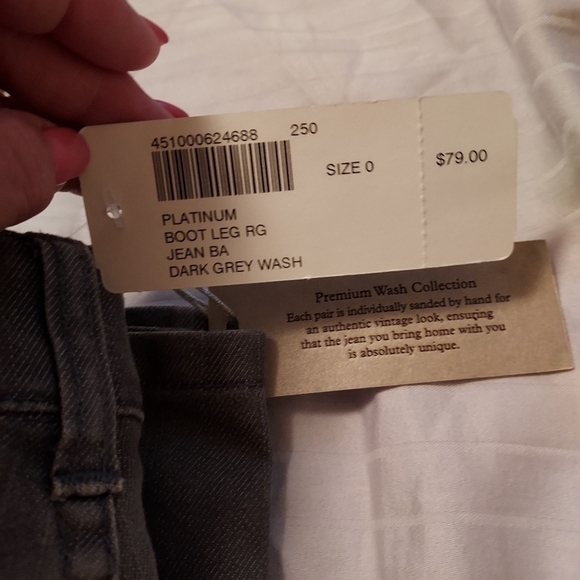 451000624688 250
SIZE 0
$79.00
PLATINUM
BOOT LEG RG
JEAN BA
DARK GREY WASH
Premium Wash Collection
Each pair is individually sanded by hand for
an authentic vintage look, ensuring
that the jean you bring home with you
is absolutely unique.